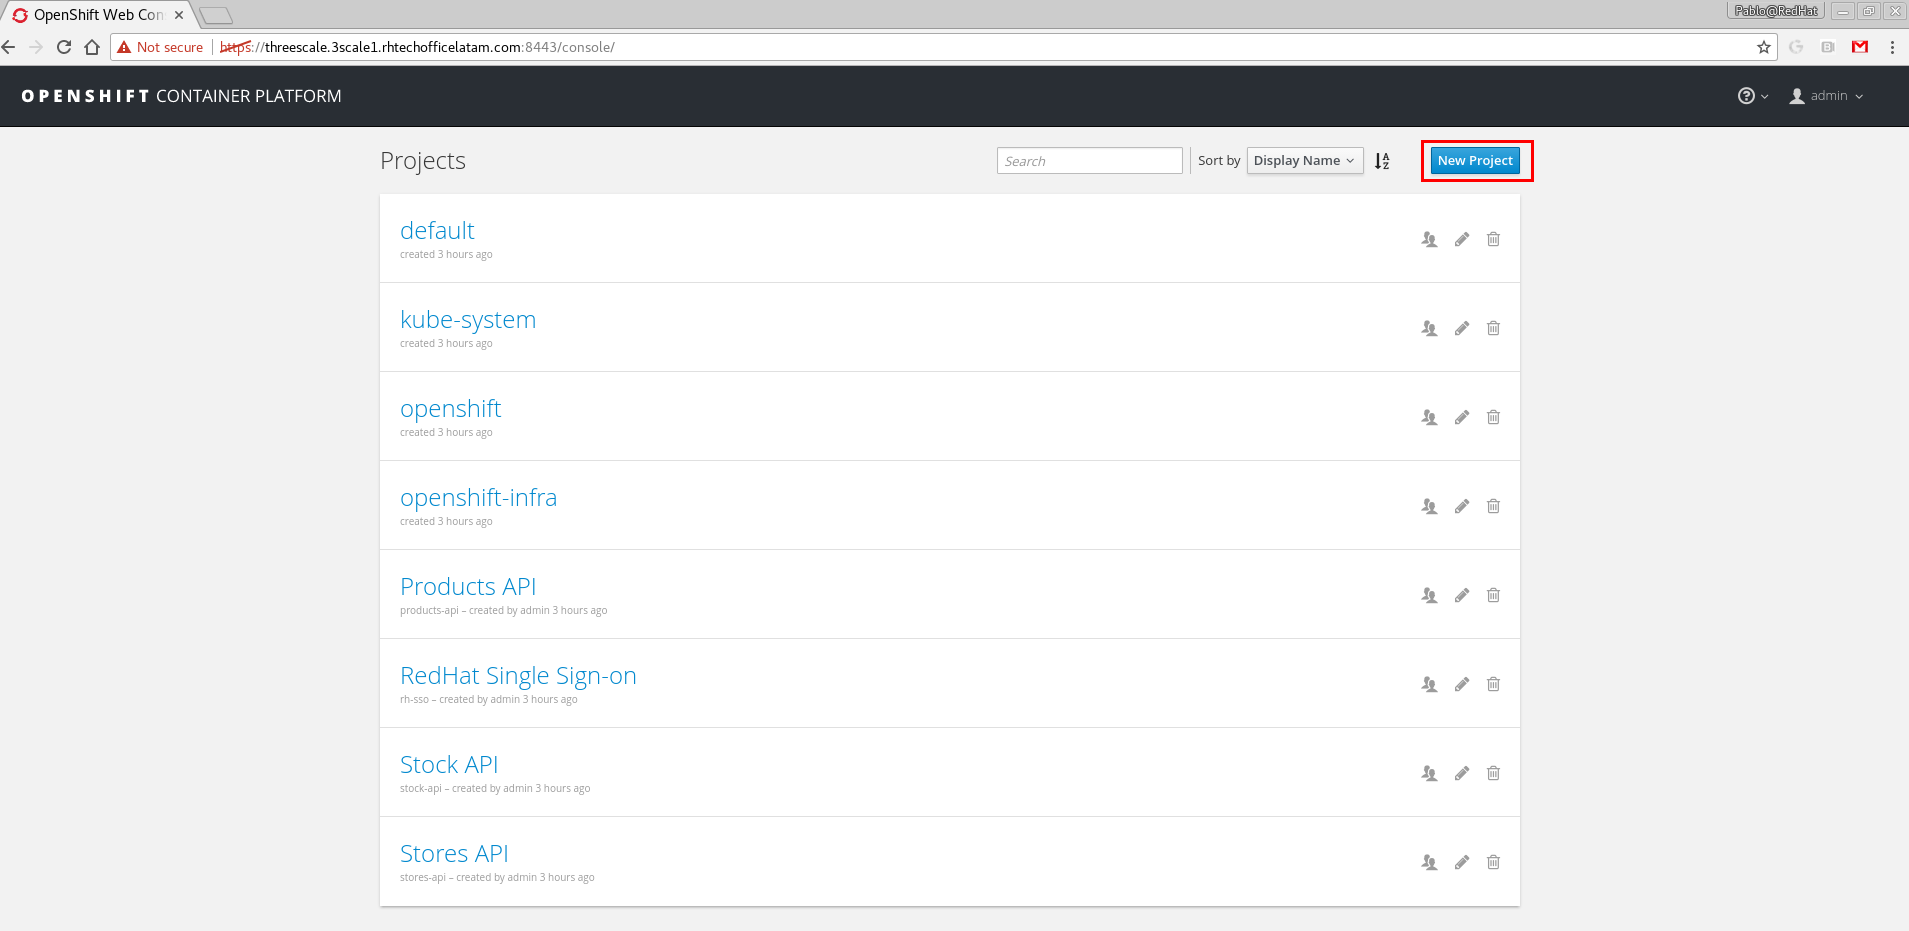 OpenShift Web Con
Pablo@RedHat
Not secure https://threescale.3scale1.rhtechofficelatam.com:8443/console/
OPENSHIFT CONTAINER PLATFORM
admin
Projects
Search
Sort by
Display Name
New Project
default
created 3 hours ago
kube-system
created 3 hours ago
openshift
created 3 hours ago
openshift-infra
created 3 hours ago
Products API
products-api – created by admin 3 hours ago
RedHat Single Sign-on
rh-sso – created by admin 3 hours ago
Stock API
stock-api – created by admin 3 hours ago
Stores API
stores-api – created by admin 3 hours ago